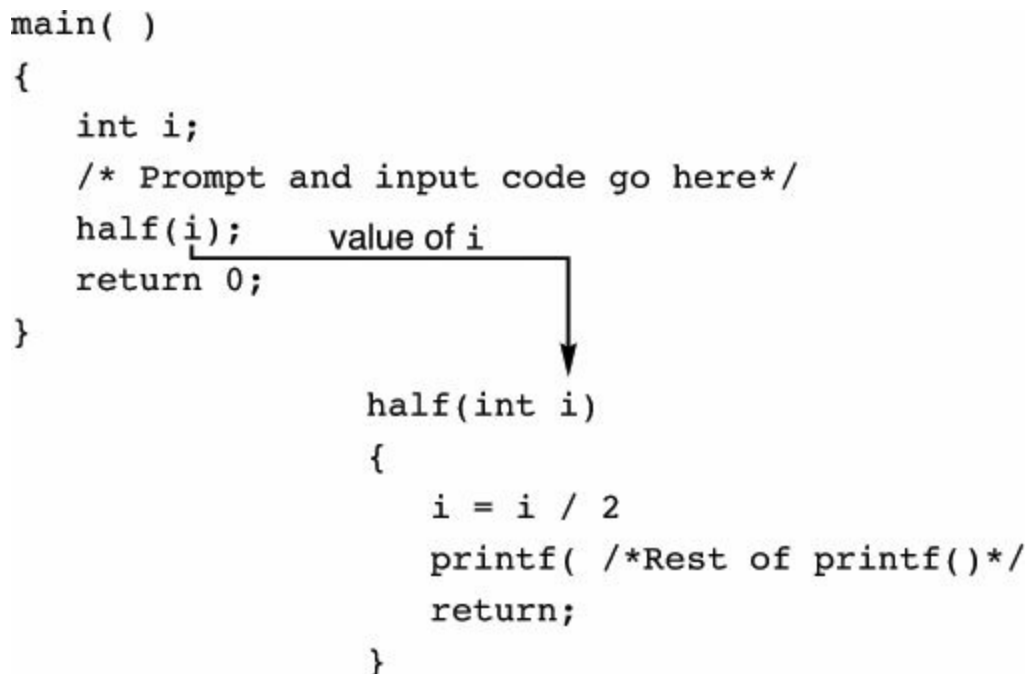 main( )
{
int i;
/* Prompt and input code go here*/
half(i);
value of i
return 0;
}
half(int i)
{
i = i / 2
printf( /*Rest of printf()*/
return;
}